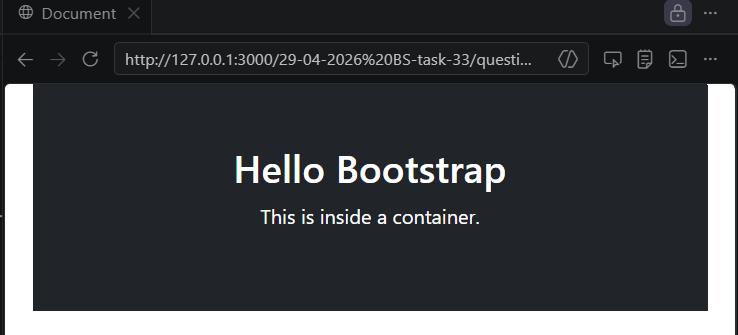 Document
http://127.0.0.1:3000/29-04-2026%20BS-task-33/questi...
Hello Bootstrap
This is inside a container.